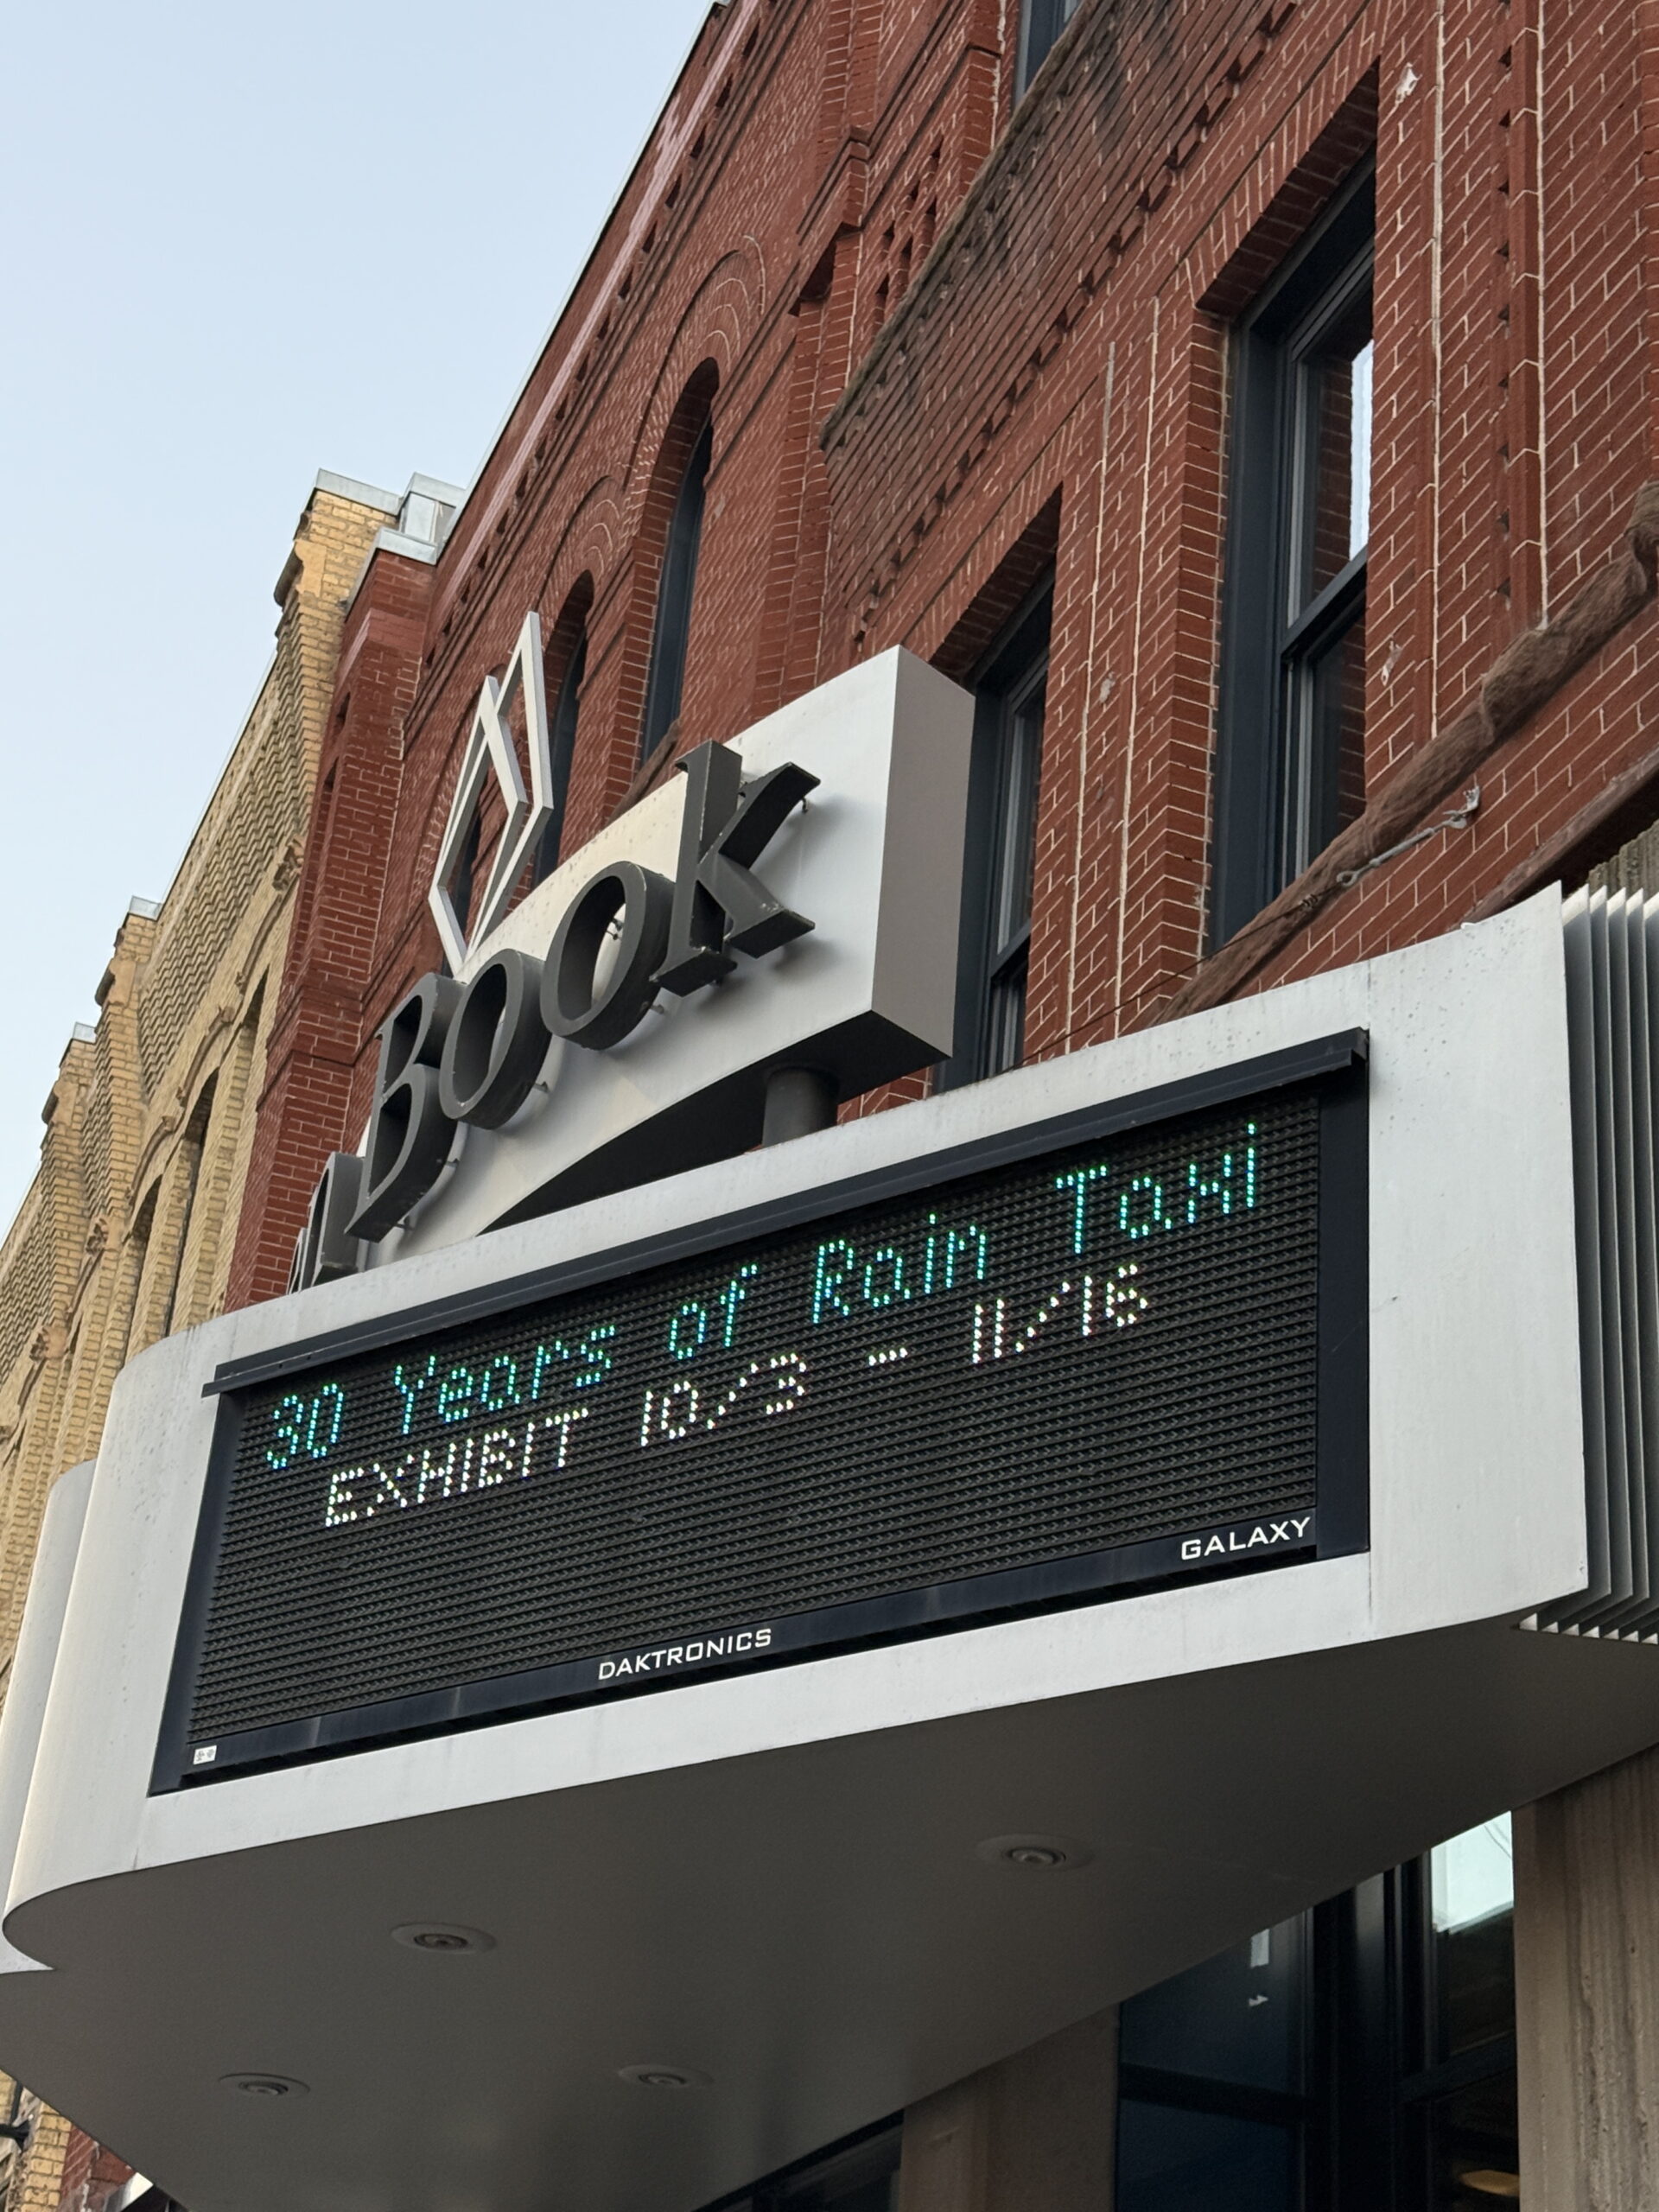 Book
30 Years of Rain Taxi
EXHIBIT 10/3 - 11/16
GALAXY
DAKTRONICS